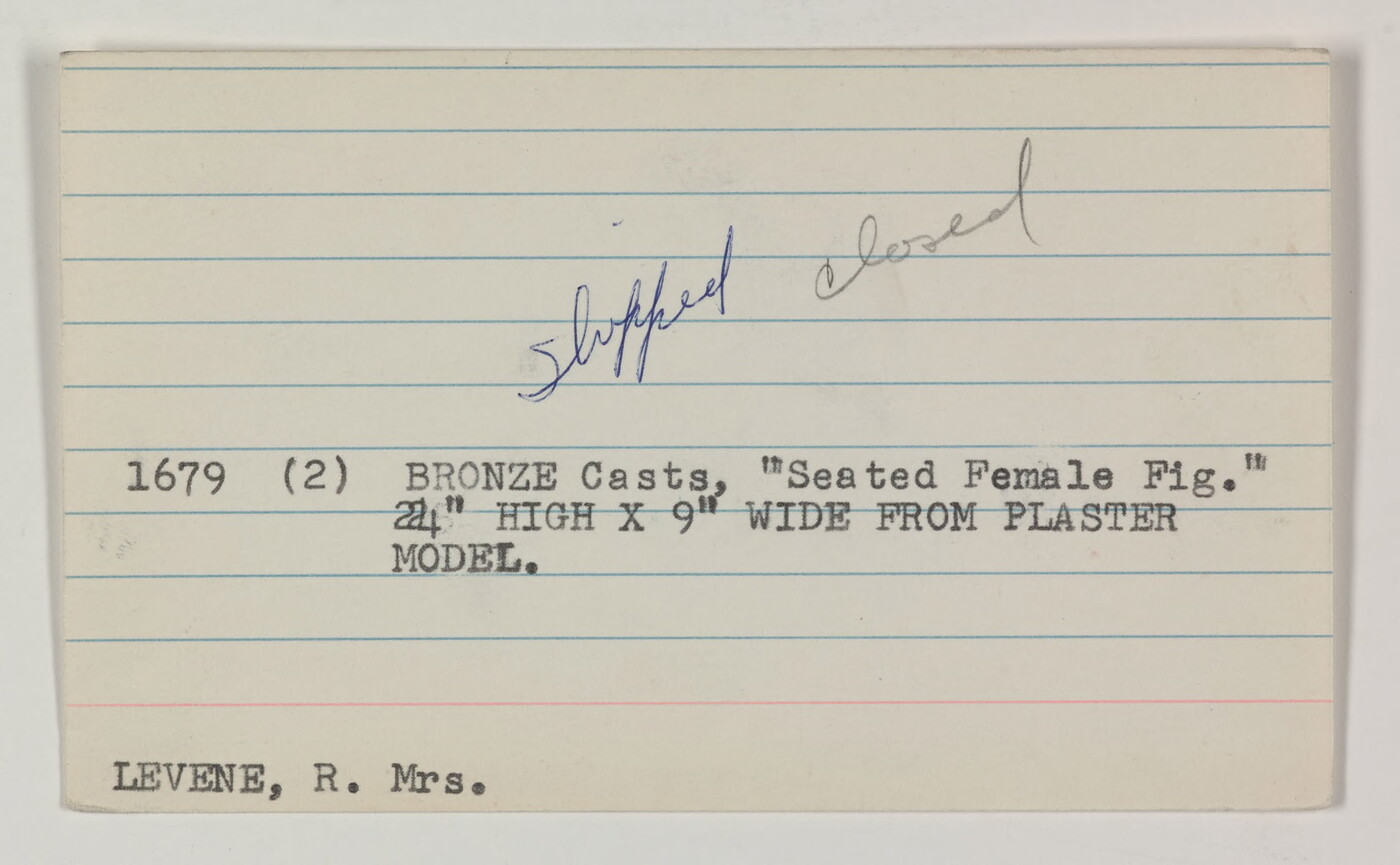 closed
shipped
1679 (2) BRONZE Casts, "Seated Female Fig."
24" HIGH X 9" WIDE FROM PLASTER
MODEL.
LEVENE, R. Mrs.